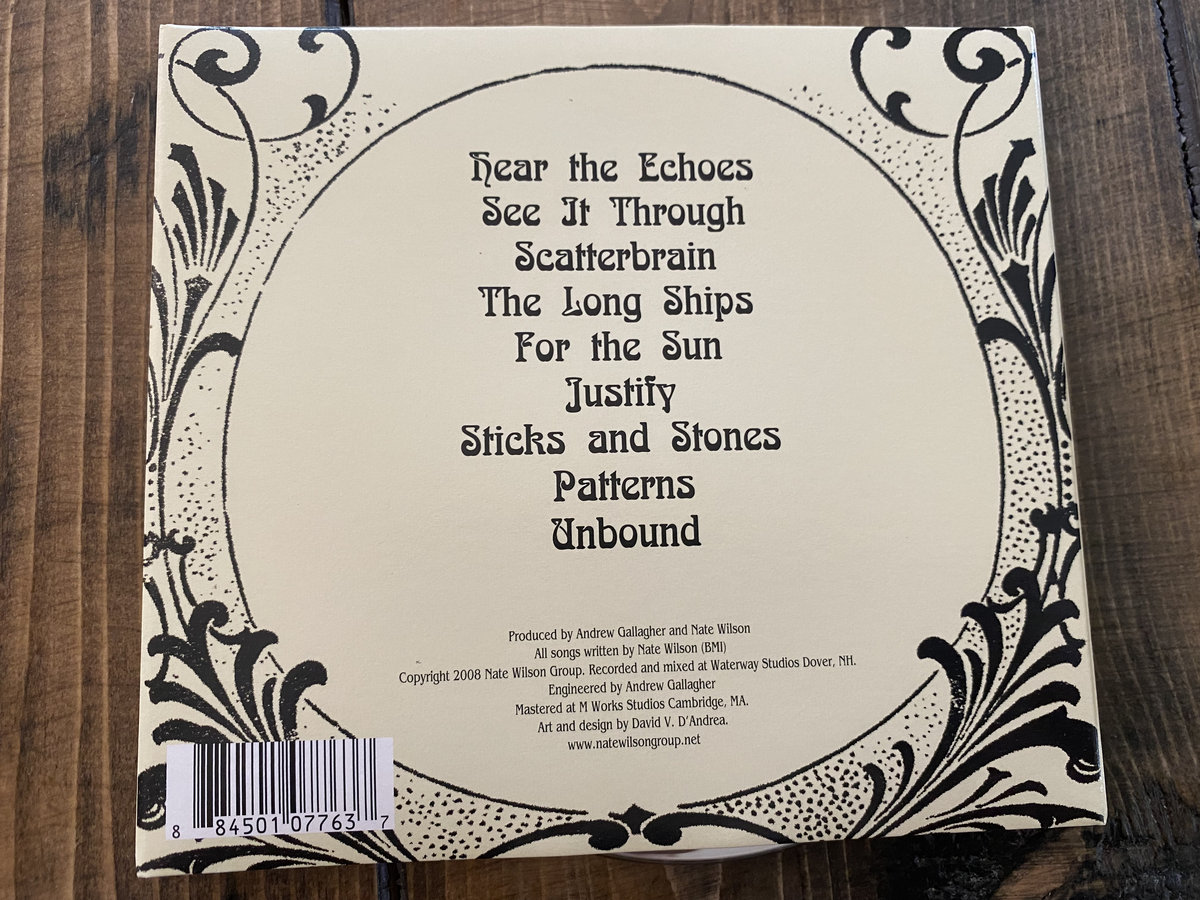 Hear the Echoes
See It Through
Scatterbrain
The Long Ships
For the Sun
Justify
Sticks and Stones
Patterns
Unbound
Produced by Andrew Gallagher and Nate Wilson
All songs written by Nate Wilson (BMI)
Copyright 2008 Nate Wilson Group. Recorded and mixed at Waterway Studios Dover, NH.
Engineered by Andrew Gallagher
Mastered at M Works Studios Cambridge, MA.
Art and design by David V. D'Andrea.
www.natewilsongroup.net
8 84501 07763 7